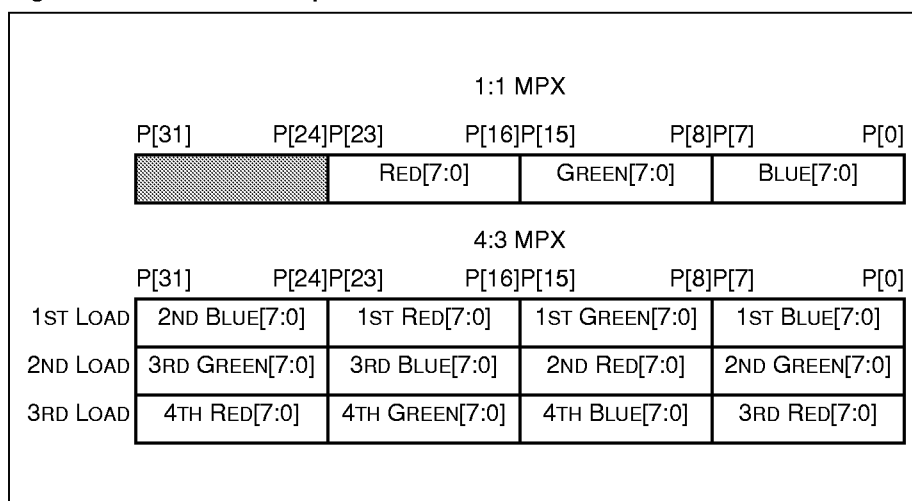 1:1 MPX
P[31] P[24]P[23] P[16]P[15] P[8]P[7] P[0]
RED[7:0] GREEN[7:0] BLUE[7:0]
4:3 MPX
P[31] P[24]P[23] P[16]P[15] P[8]P[7] P[0]
1ST LOAD 2ND BLUE[7:0] 1ST RED[7:0] 1ST GREEN[7:0] 1ST BLUE[7:0]
2ND LOAD 3RD GREEN[7:0] 3RD BLUE[7:0] 2ND RED[7:0] 2ND GREEN[7:0]
3RD LOAD 4TH RED[7:0] 4TH GREEN[7:0] 4TH BLUE[7:0] 3RD RED[7:0]